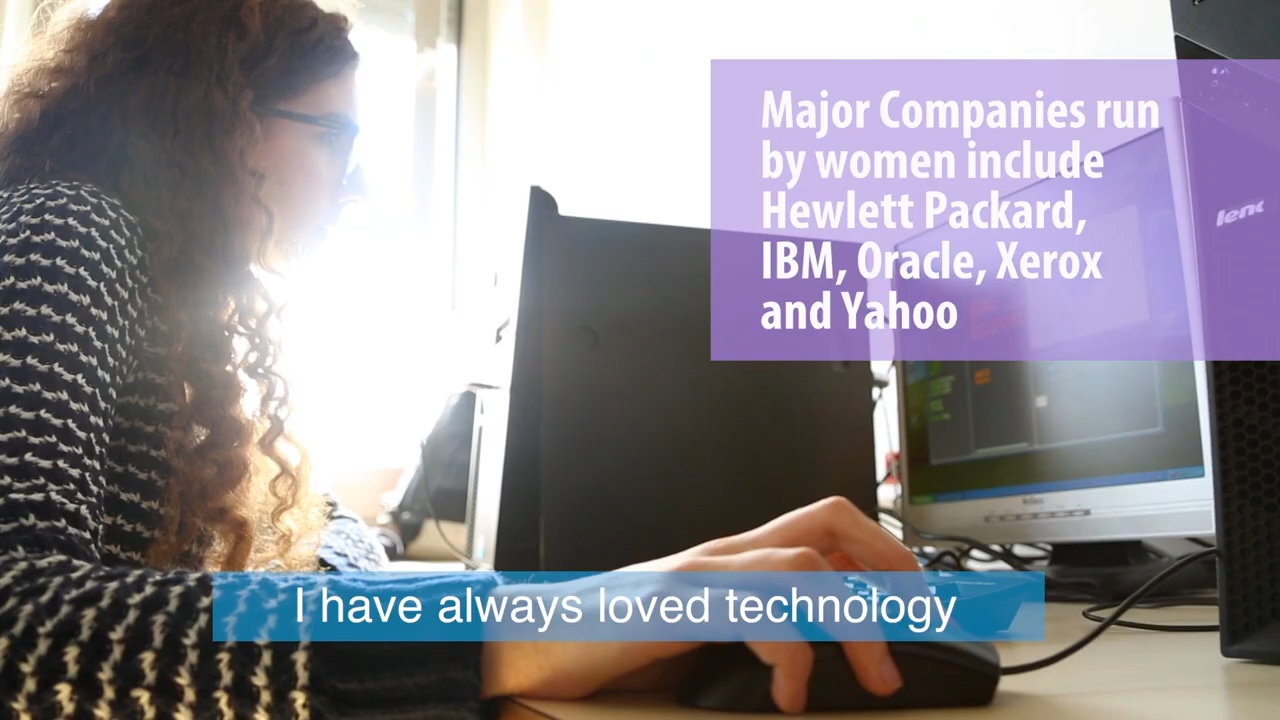 Major Companies run
by women include
Hewlett Packard,
IBM, Oracle, Xerox
and Yahoo
I have always loved technology